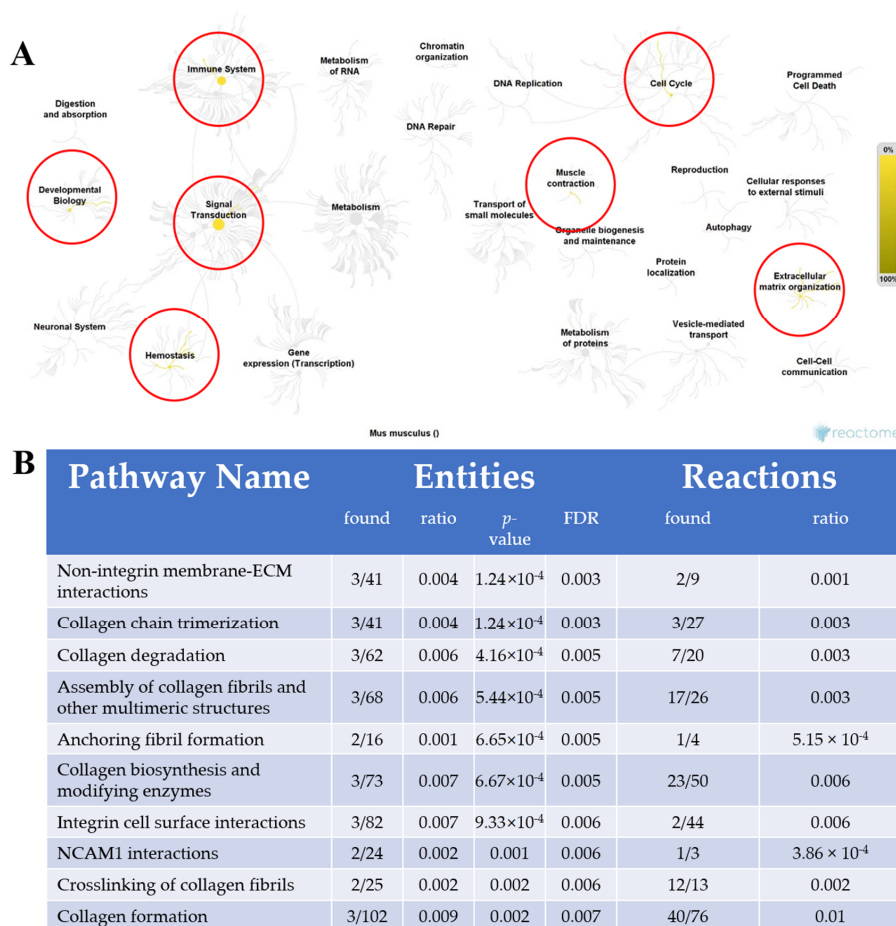 A
Immune System
Metabolism
of RNA
Chromatin
organization
DNA Replication
Cell Cycle
Programmed
Cell Death
Digestion
and absorption
DNA Repair
0%
Developmental
Biology
Signal
Transduction
Metabolism
Muscle
contraction
Reproduction
Cellular responses
to external stimuli
Transport of
small molecules
Organelle biogenesis
and maintenance
Autophagy
Protein
localization
Extracellular
matrix organization
100%
Neuronal System
Hemostasis
Gene
expression (Transcription)
Metabolism
of proteins
Vesicle-mediated
transport
Cell-Cell
communication
Mus musculus ()
reactome
B
Pathway Name Entities Reactions
found ratio p-value FDR found ratio
Non-integrin membrane-ECM interactions 3/41 0.004 1.24×10⁻⁴ 0.003 2/9 0.001
Collagen chain trimerization 3/41 0.004 1.24×10⁻⁴ 0.003 3/27 0.003
Collagen degradation 3/62 0.006 4.16×10⁻⁴ 0.005 7/20 0.003
Assembly of collagen fibrils and other multimeric structures 3/68 0.006 5.44×10⁻⁴ 0.005 17/26 0.003
Anchoring fibril formation 2/16 0.001 6.65×10⁻⁴ 0.005 1/4 5.15 × 10⁻⁴
Collagen biosynthesis and modifying enzymes 3/73 0.007 6.67×10⁻⁴ 0.005 23/50 0.006
Integrin cell surface interactions 3/82 0.007 9.33×10⁻⁴ 0.006 2/44 0.006
NCAM1 interactions 2/24 0.002 0.001 0.006 1/3 3.86 × 10⁻⁴
Crosslinking of collagen fibrils 2/25 0.002 0.002 0.006 12/13 0.002
Collagen formation 3/102 0.009 0.002 0.007 40/76 0.01